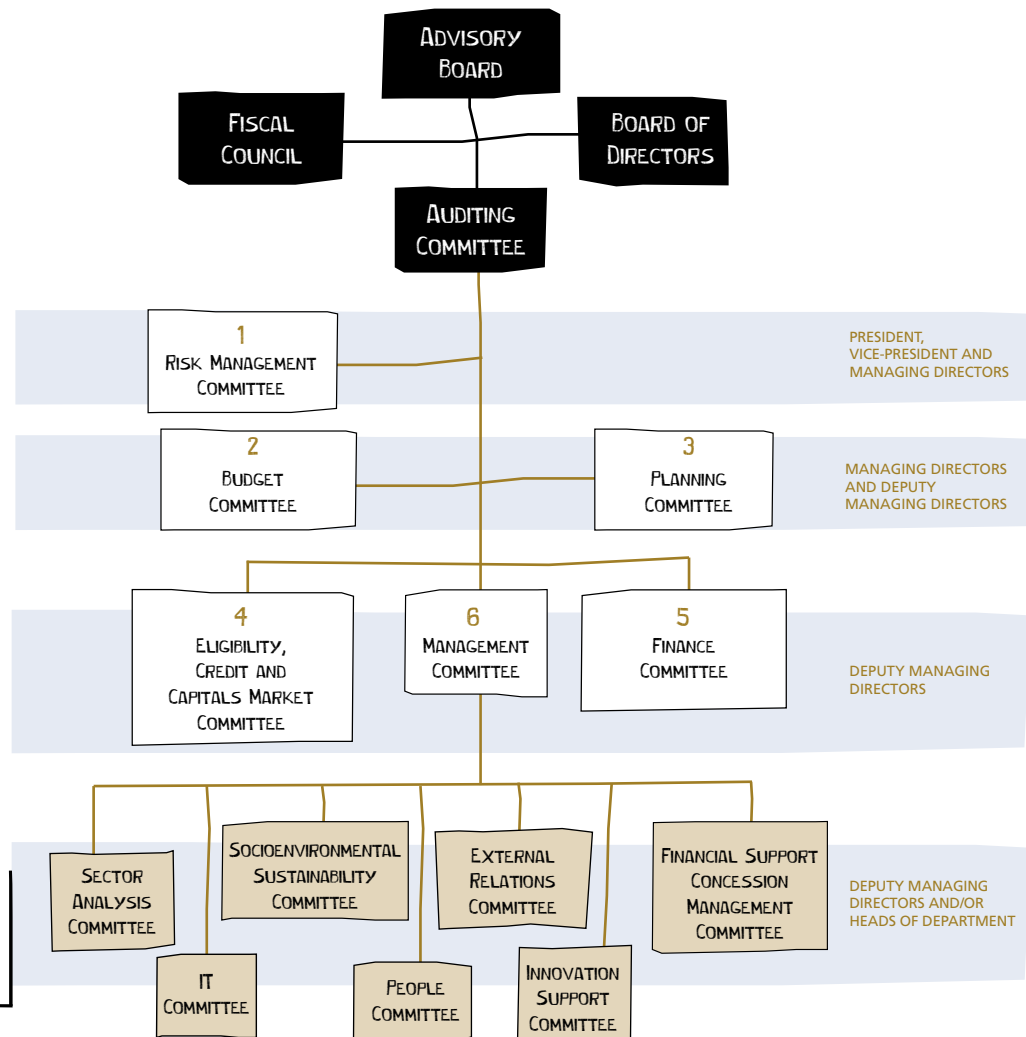 ADVISORY
BOARD
FISCAL
COUNCIL
BOARD OF
DIRECTORS
AUDITING
COMMITTEE
1
RISK MANAGEMENT
COMMITTEE
PRESIDENT,
VICE-PRESIDENT AND
MANAGING DIRECTORS
2
BUDGET
COMMITTEE
3
PLANNING
COMMITTEE
MANAGING DIRECTORS
AND DEPUTY
MANAGING DIRECTORS
4
ELIGIBILITY,
CREDIT AND
CAPITALS MARKET
COMMITTEE
6
MANAGEMENT
COMMITTEE
5
FINANCE
COMMITTEE
DEPUTY MANAGING
DIRECTORS
SECTOR
ANALYSIS
COMMITTEE
IT
COMMITTEE
SOCIOENVIRONMENTAL
SUSTAINABILITY
COMMITTEE
PEOPLE
COMMITTEE
EXTERNAL
RELATIONS
COMMITTEE
INNOVATION
SUPPORT
COMMITTEE
FINANCIAL SUPPORT
CONCESSION
MANAGEMENT
COMMITTEE
DEPUTY MANAGING
DIRECTORS AND/OR
HEADS OF DEPARTMENT